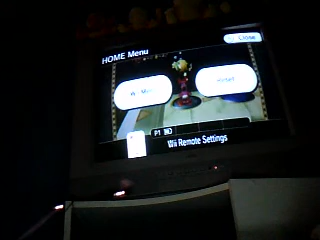 HOME Menu
Close
Wii Menu
Reset
P1
Wii Remote Settings